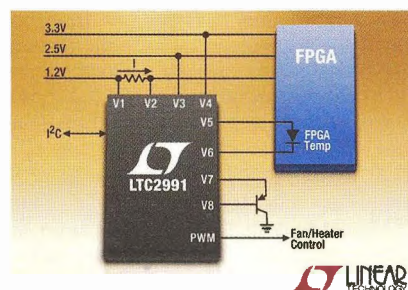 3.3V
2.5V
1.2V
I
V1 V2 V3 V4
FPGA
I²C
V5
FPGA
Temp
V6
LTC2991
V7
V8
PWM
Fan/Heater
Control
LINEAR
TECHNOLOGY